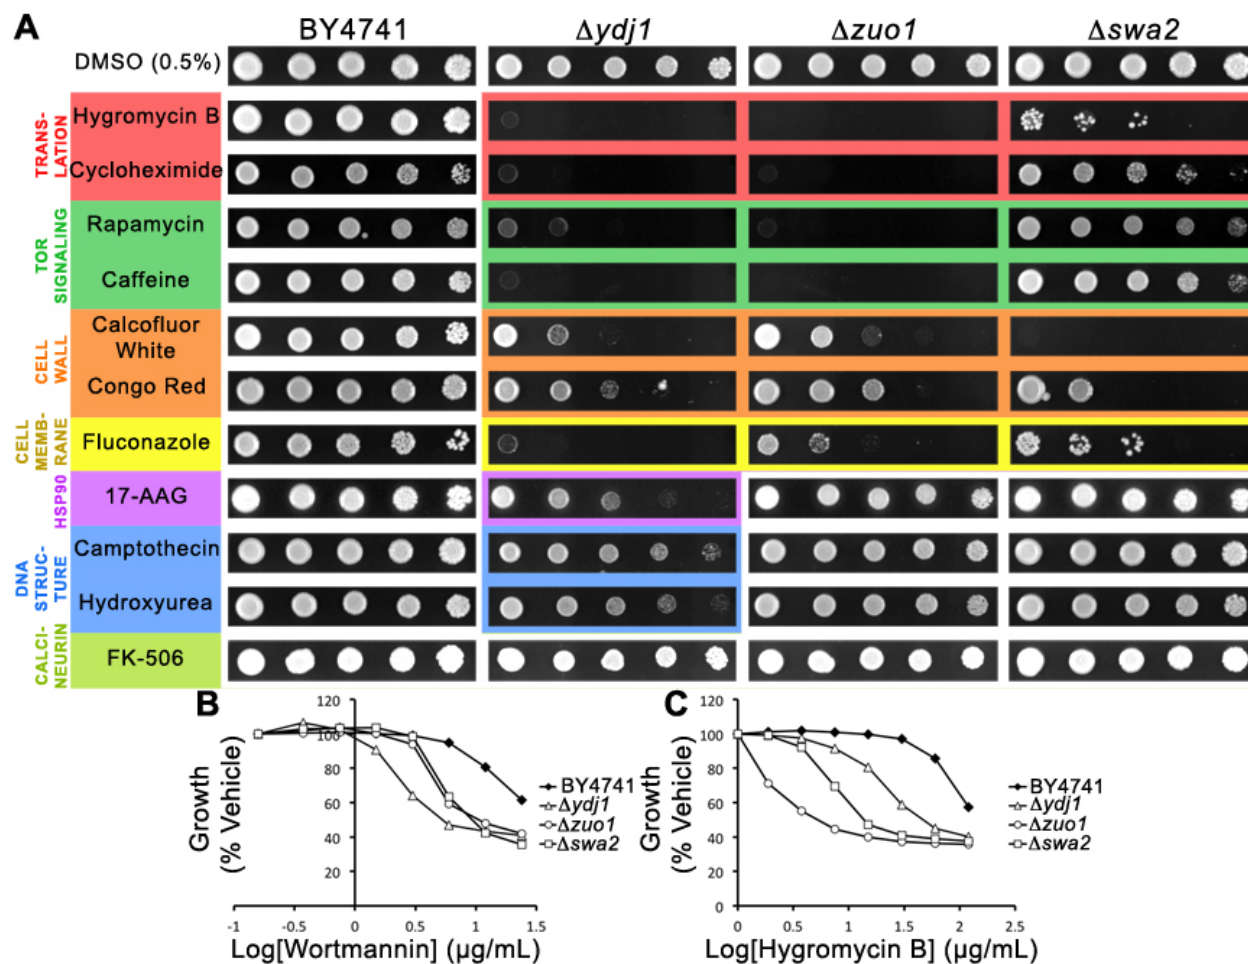 A
BY4741
Δydj1
Δzuo1
Δswa2
DMSO (0.5%)
TRANS-
LATION
Hygromycin B
Cycloheximide
TOR
SIGNALING
Rapamycin
Caffeine
CELL
WALL
Calcofluor
White
Congo Red
CELL
MEMB-
RANE
Fluconazole
HSP90
17-AAG
DNA
STRUC-
TURE
Camptothecin
Hydroxyurea
CALCI-
NEURIN
FK-506
B
Growth
(% Vehicle)
120
100
80
60
40
20
-1
-0.5
0
0.5
1
1.5
Log[Wortmannin] (µg/mL)
BY4741
Δydj1
Δzuo1
Δswa2
C
Growth
(% Vehicle)
120
100
80
60
40
20
0
0
0.5
1
1.5
2
2.5
Log[Hygromycin B] (µg/mL)
BY4741
Δydj1
Δzuo1
Δswa2